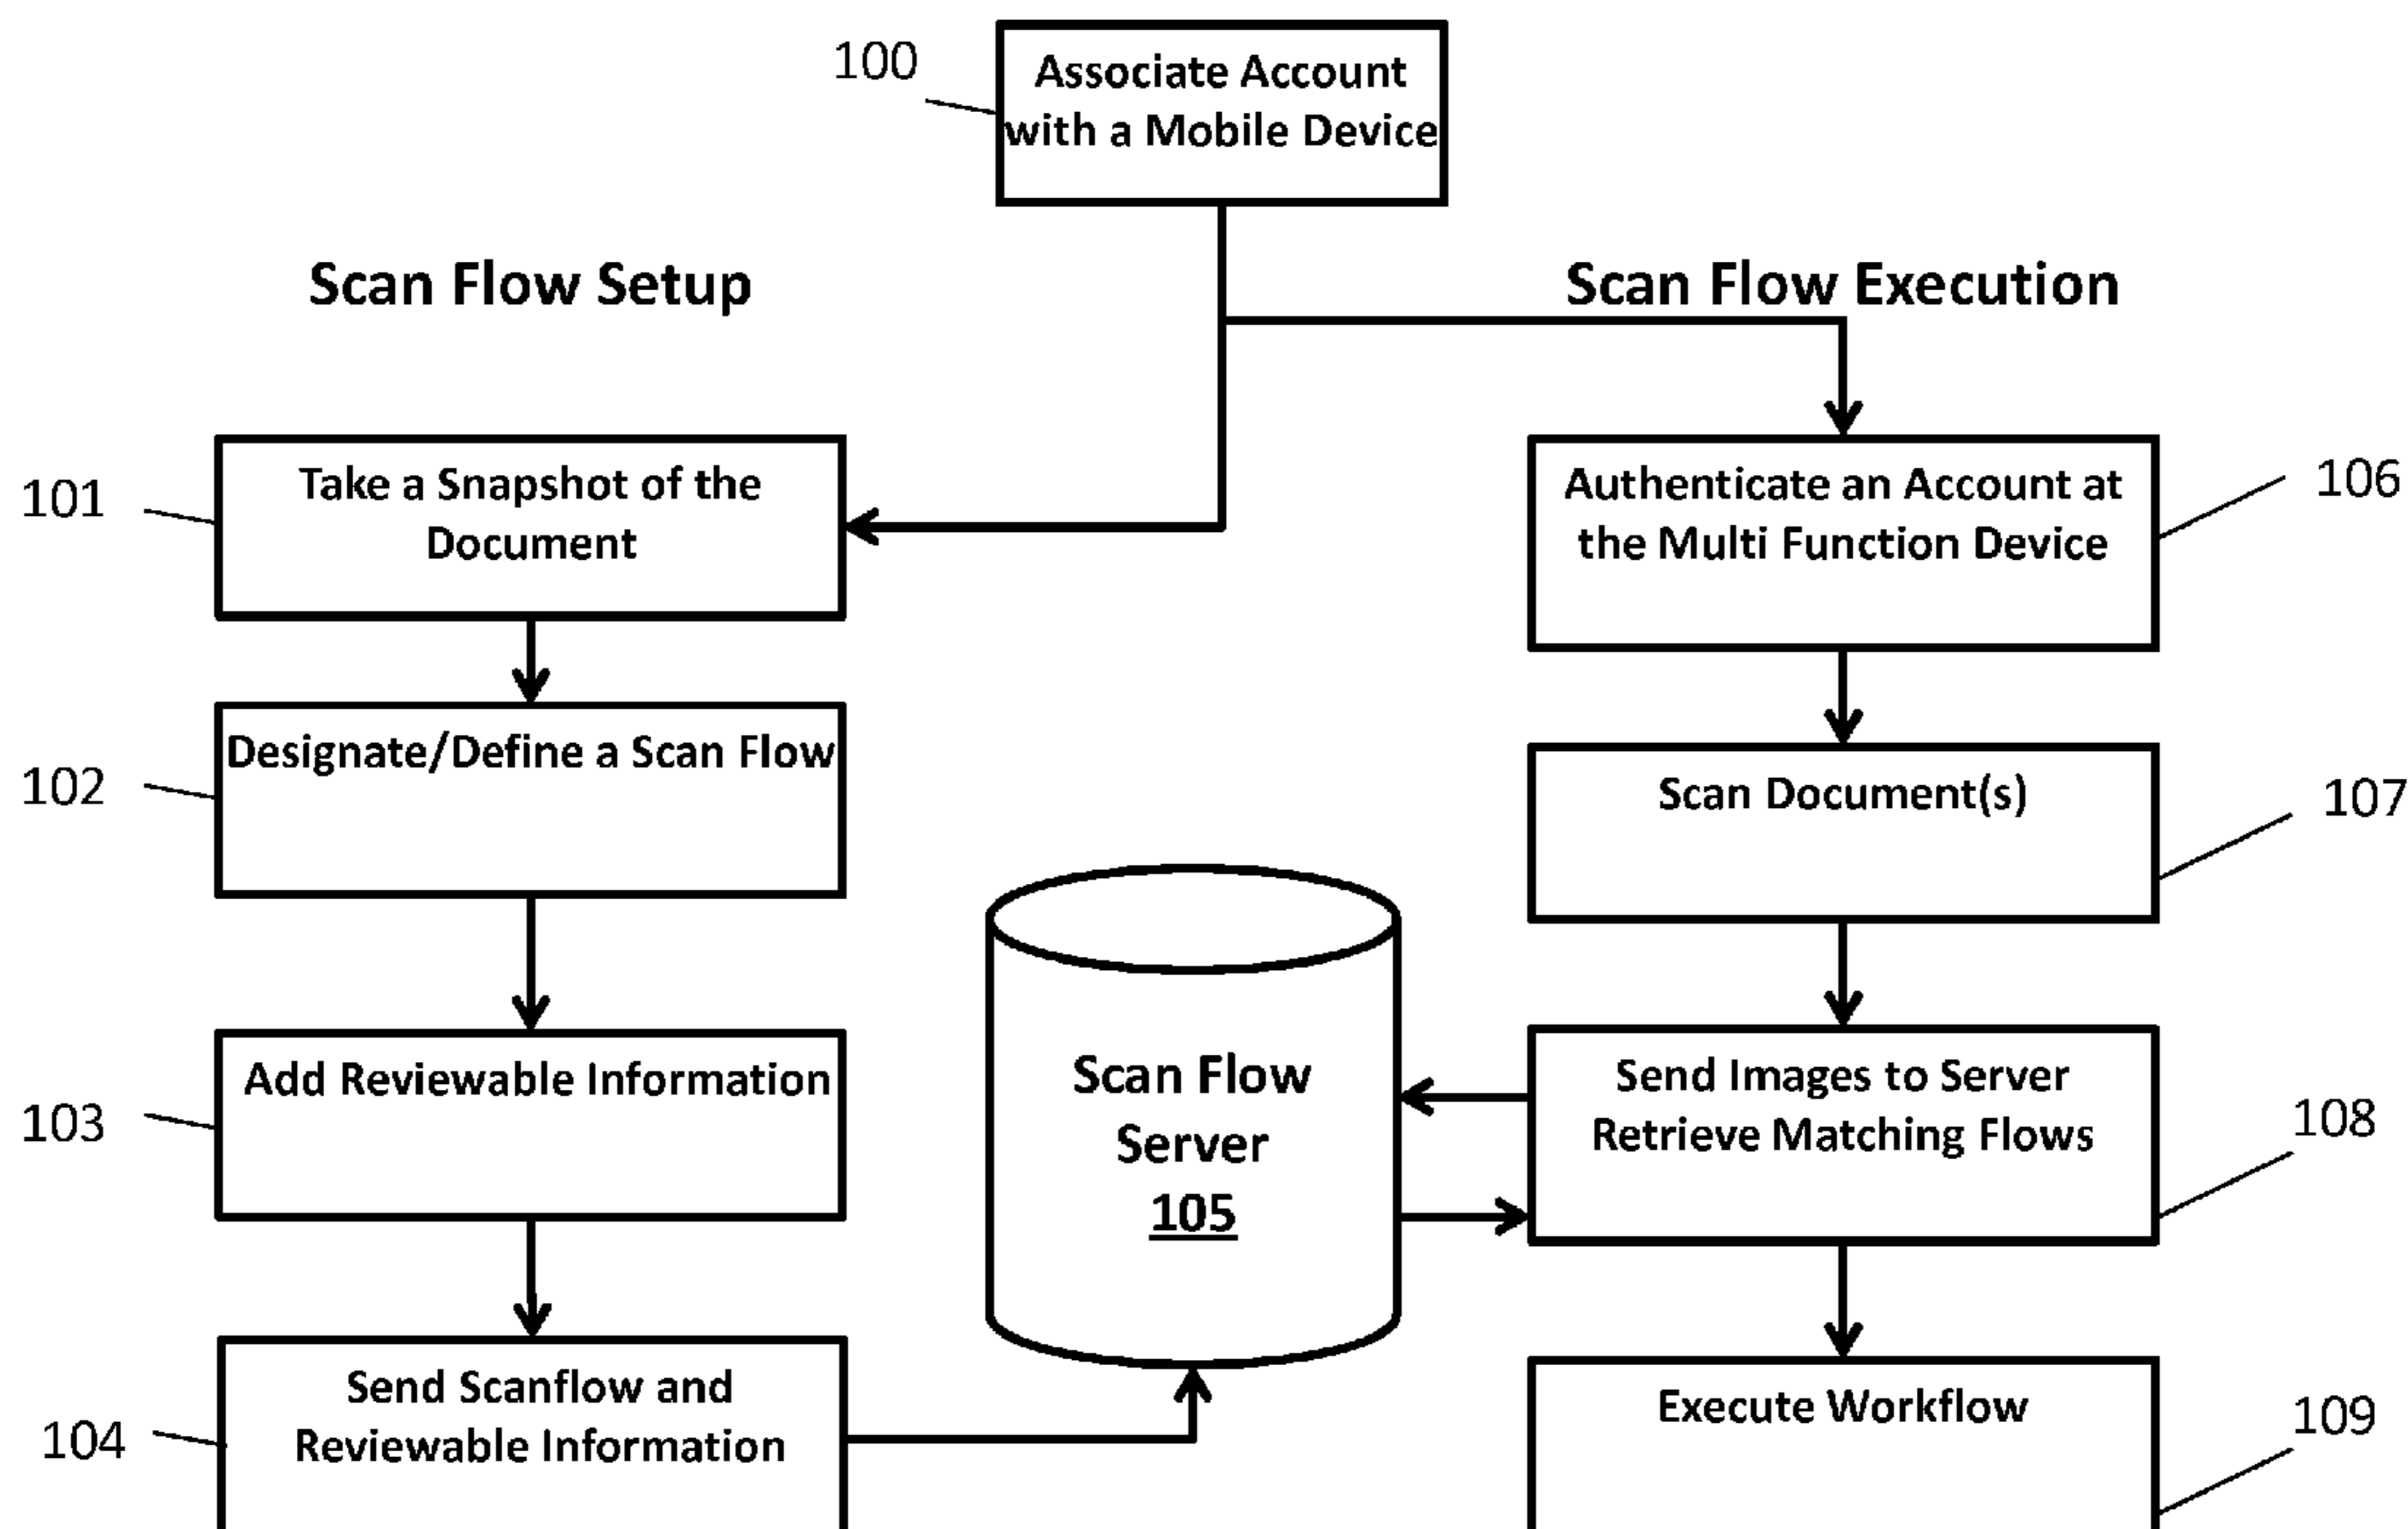 100
Associate Account
with a Mobile Device
Scan Flow Setup
Scan Flow Execution
101
Take a Snapshot of the
Document
102
Designate/Define a Scan Flow
103
Add Reviewable Information
104
Send Scanflow and
Reviewable Information
Scan Flow
Server
105
Authenticate an Account at
the Multi Function Device
106
Scan Document(s)
107
Send Images to Server
Retrieve Matching Flows
108
Execute Workflow
109